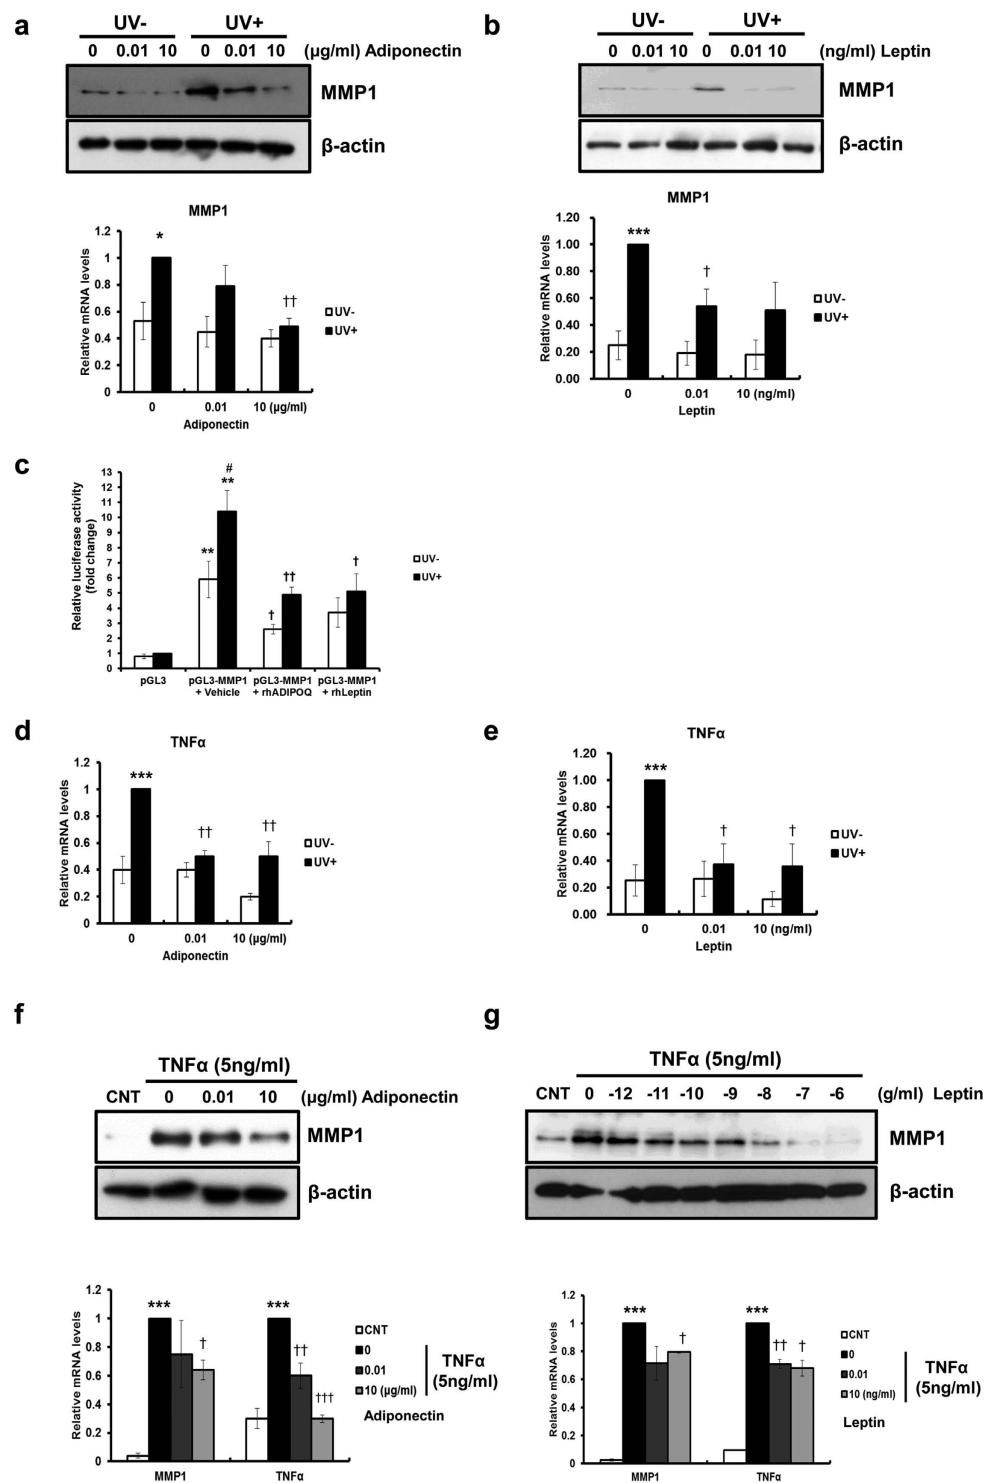 a
UV- UV+
0 0.01 10 0 0.01 10 (µg/ml) Adiponectin
MMP1
β-actin
MMP1
Relative mRNA levels
1.2
1
0.8
0.6
0.4
0.2
0
*
††
UV-
UV+
0 0.01 10 (µg/ml)
Adiponectin
b
UV- UV+
0 0.01 10 0 0.01 10 (ng/ml) Leptin
MMP1
β-actin
MMP1
Relative mRNA levels
1.20
1.00
0.80
0.60
0.40
0.20
0.00
***
†
UV-
UV+
0 0.01 10 (ng/ml)
Leptin
c
Relative luciferase activity
(fold change)
13
12
11
10
9
8
7
6
5
4
3
2
1
0
#
**
**
†
††
†
UV-
UV+
pGL3 pGL3-MMP1 pGL3-MMP1 pGL3-MMP1
+ Vehicle + rhADIPOQ + rhLeptin
d
TNFα
Relative mRNA levels
1.2
1
0.8
0.6
0.4
0.2
0
***
††
††
UV-
UV+
0 0.01 10 (µg/ml)
Adiponectin
e
TNFα
Relative mRNA levels
1.20
1.00
0.80
0.60
0.40
0.20
0.00
***
†
†
UV-
UV+
0 0.01 10 (ng/ml)
Leptin
f
TNFα (5ng/ml)
CNT 0 0.01 10 (µg/ml) Adiponectin
MMP1
β-actin
Relative mRNA levels
1.2
1
0.8
0.6
0.4
0.2
0
***
†
***
††
†††
CNT
0
0.01
10 (µg/ml)
TNFα
(5ng/ml)
Adiponectin
MMP1 TNFα
g
TNFα (5ng/ml)
CNT 0 -12 -11 -10 -9 -8 -7 -6 (g/ml) Leptin
MMP1
β-actin
Relative mRNA levels
1.2
1
0.8
0.6
0.4
0.2
0
***
†
***
††
†
CNT
0
0.01
10 (ng/ml)
TNFα
(5ng/ml)
Leptin
MMP1 TNFα